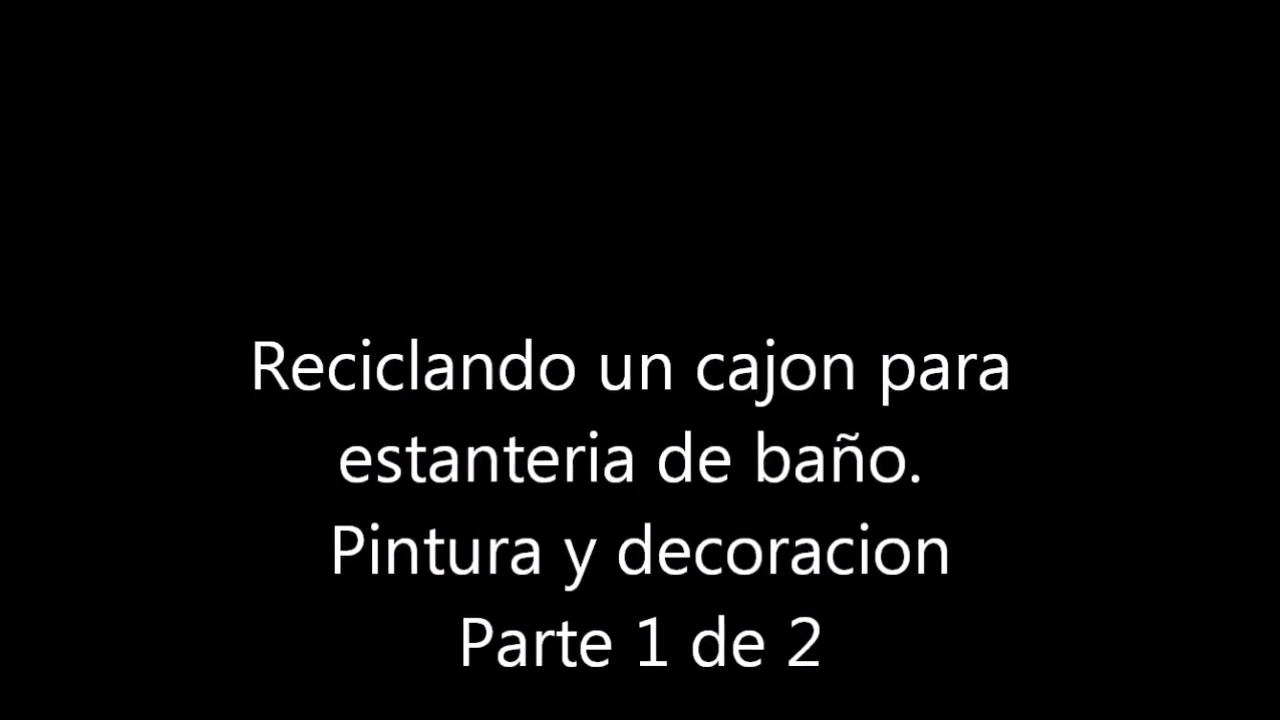 Reciclando un cajon para
estanteria de baño.
Pintura y decoracion
Parte 1 de 2